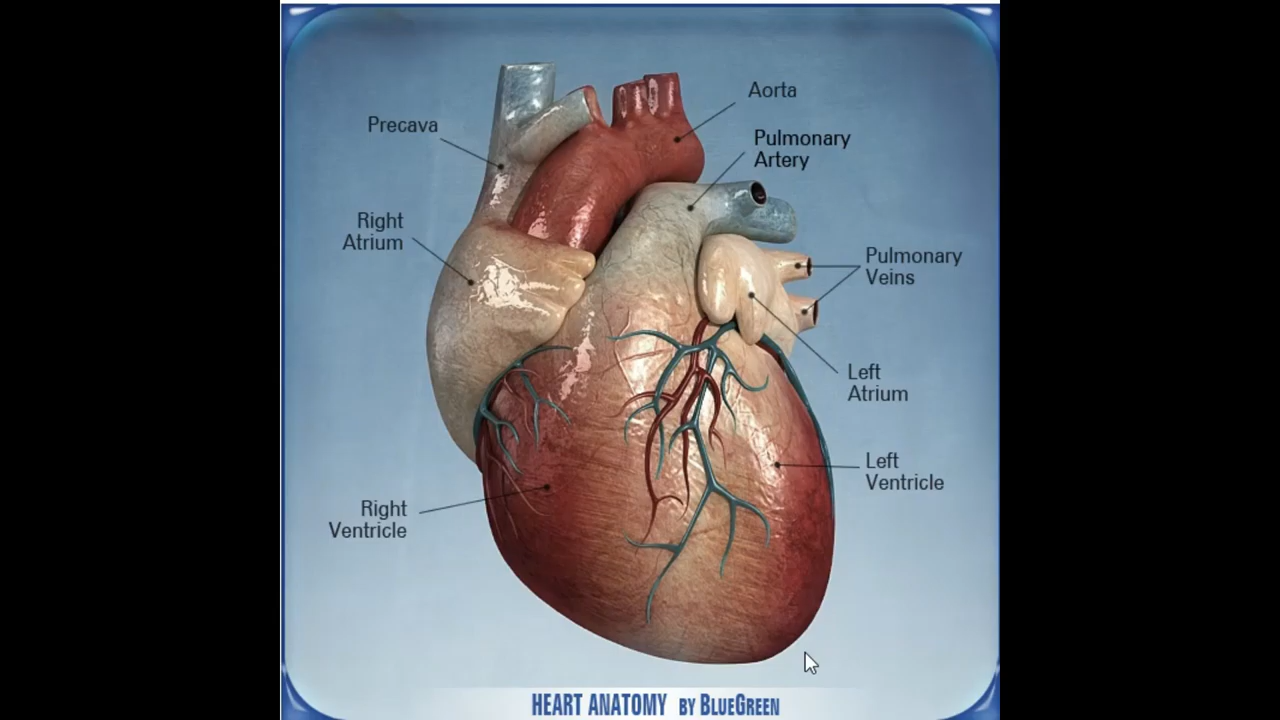 Aorta
Precava
Pulmonary
Artery
Right
Atrium
Pulmonary
Veins
Left
Atrium
Left
Ventricle
Right
Ventricle
HEART ANATOMY BY BLUEGREEN